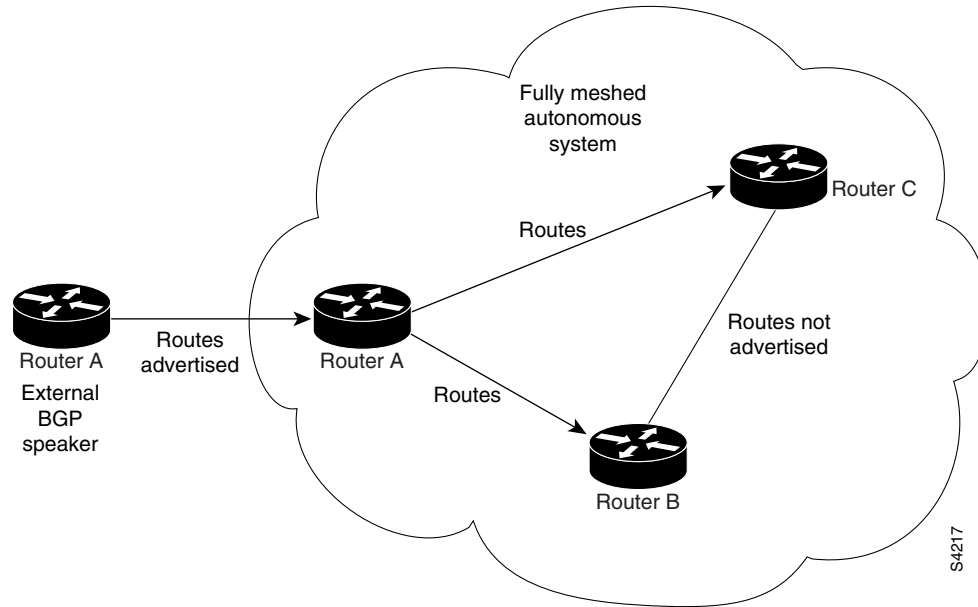 Fully meshed
autonomous
system
Router C
Routes
Routes not
advertised
Router A
Routes
advertised
Router A
External
BGP
speaker
Routes
Router B
S4217